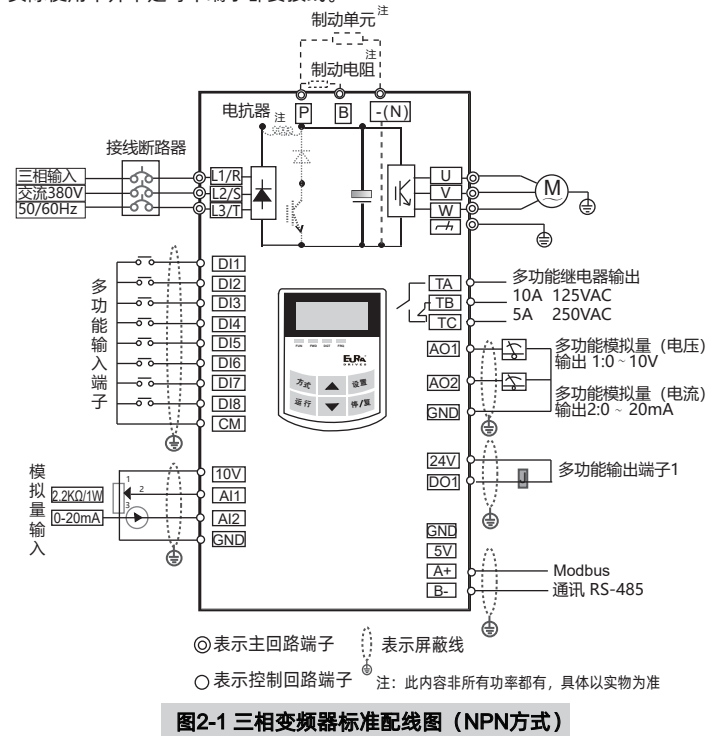 制动单元注
注
制动电阻
电抗器 注
P
B
-(N)
接线断路器
三相输入
交流380V
50/60Hz
L1/R
L2/S
L3/T
U
V
W
M
多功能输入端子
DI1
DI2
DI3
DI4
DI5
DI6
DI7
DI8
CM
EURA
DRIVES
方式
设置
运行
停/复
TA
TB
TC
多功能继电器输出
10A 125VAC
5A 250VAC
AO1
AO2
GND
多功能模拟量（电压）
输出 1:0~10V
多功能模拟量（电流）
输出2:0 ~ 20mA
24V
DO1
J
多功能输出端子1
模拟量输入
2.2KΩ/1W
0-20mA
1
2
3
10V
AI1
AI2
GND
GND
5V
A+
B-
Modbus
通讯 RS-485
表示主回路端子
表示屏蔽线
表示控制回路端子
注：此内容非所有功率都有，具体以实物为准
图2-1 三相变频器标准配线图（NPN方式）